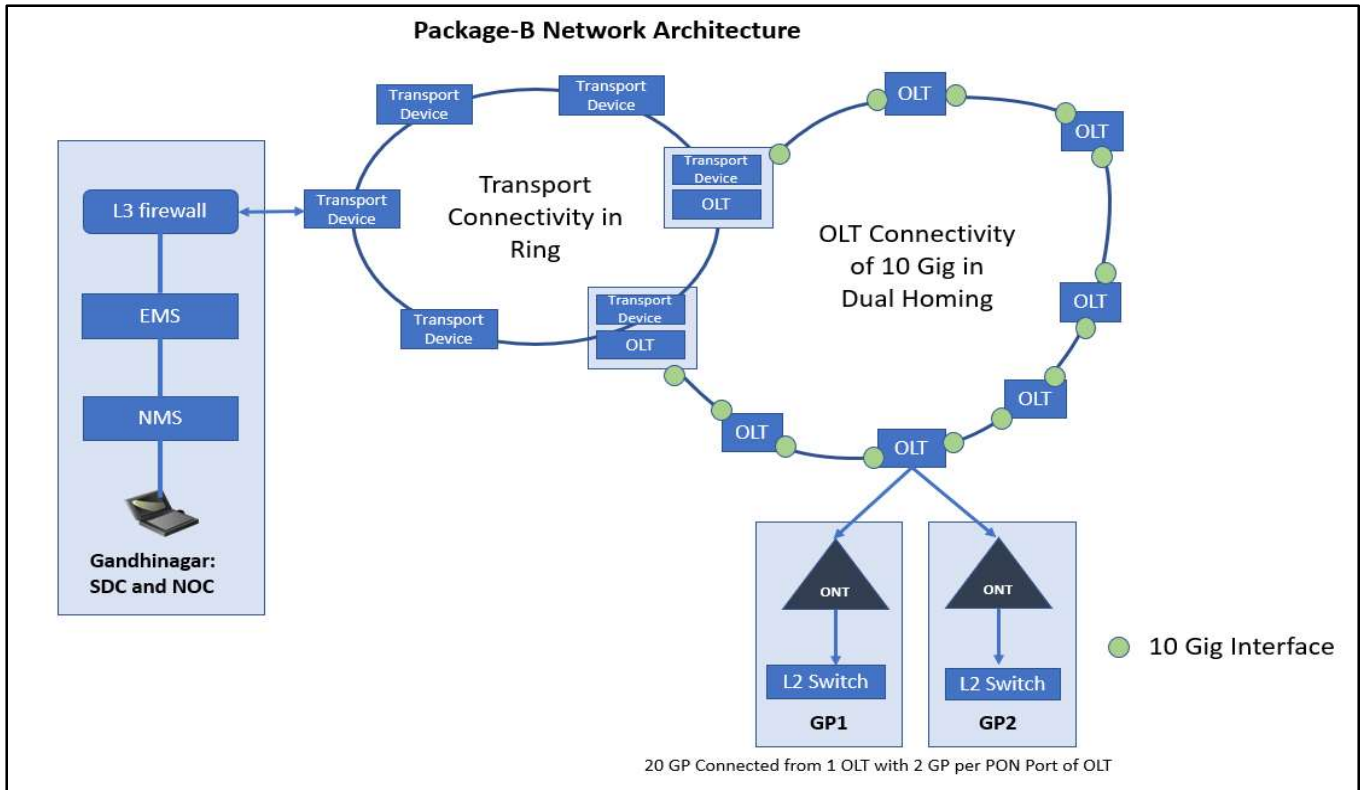 Package-B Network Architecture
Transport
Device
Transport
Device
OLT
OLT
Transport
Device
OLT
L3 firewall
Transport
Device
Transport
Connectivity in
Ring
OLT Connectivity
of 10 Gig in
Dual Homing
EMS
Transport
Device
Transport
Device
OLT
OLT
NMS
OLT
OLT
OLT
Gandhinagar:
SDC and NOC
ONT
ONT
10 Gig Interface
L2 Switch
L2 Switch
GP1
GP2
20 GP Connected from 1 OLT with 2 GP per PON Port of OLT